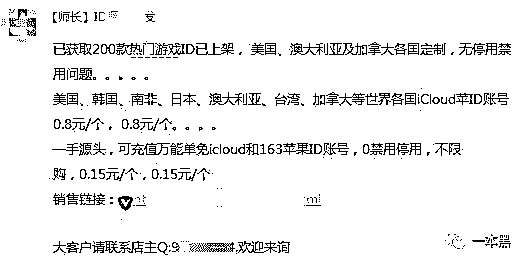 【师长】ID
已获取200款热门游戏ID已上架， 美国、澳大利亚及加拿大各国定制，无停用禁
用问题。。。。。
美国、韩国、南非、日本、澳大利亚、台湾、加拿大等世界各国iCloud苹ID账号
0.8元/个， 0.8元/个。。。。
一手源头，可充值万能单免icloud和163苹果ID账号，0禁用停用，不限
购，0.15元/个，0.15元/个
销售链接：
大客户请联系店主Q:9 4,欢迎来询
一本黑